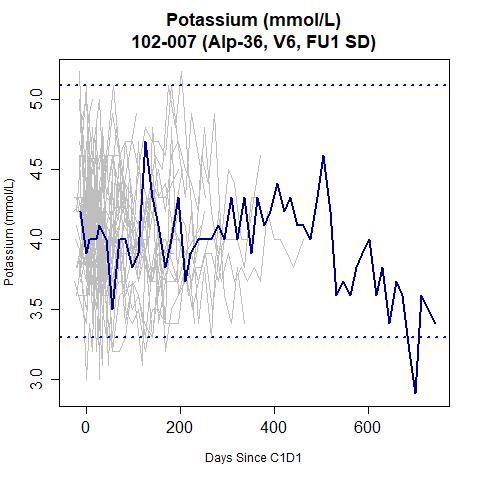 Potassium (mmol/L)
102-007 (Alp-36, V6, FU1 SD)
Potassium (mmol/L)
5.0
4.5
4.0
3.5
3.0
0
200
400
600
Days Since C1D1